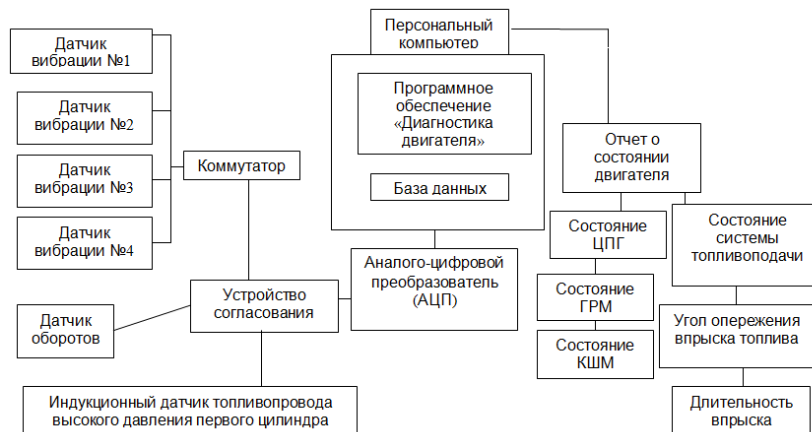 Датчик
вибрации №1
Датчик
вибрации №2
Датчик
вибрации №3
Датчик
вибрации №4
Коммутатор
Датчик
оборотов
Устройство
согласования
Индукционный датчик топливопровода
высокого давления первого цилиндра
Персональный
компьютер
Программное
обеспечение
«Диагностика
двигателя»
База данных
Аналого-цифровой
преобразователь
(АЦП)
Отчет о
состоянии
двигателя
Состояние
ЦПГ
Состояние
ГРМ
Состояние
КШМ
Состояние
системы
топливоподачи
Угол опережения
впрыска топлива
Длительность
впрыска